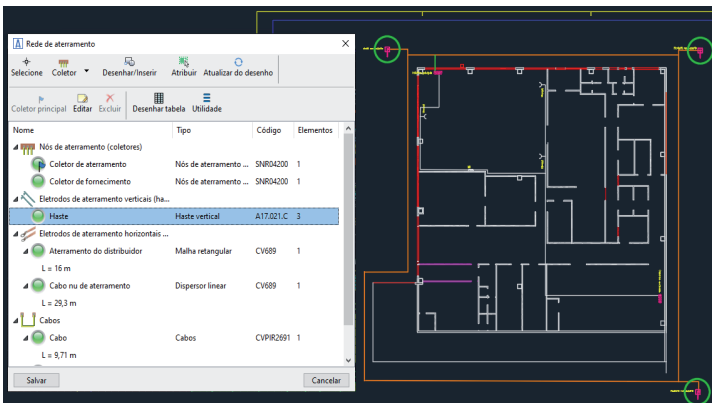 Rede de aterramento
Selecione Coletor Desenhar/Inserir Atribuir Atualizar do desenho
Coletor principal Editar Excluir Desenhar tabela Utilidade
Nome Tipo Código Elementos
Nós de aterramento (coletores)
Coletor de aterramento Nós de aterramento ... SNR04200 1
Coletor de fornecimento Nós de aterramento ... SNR04200 1
Eletrodos de aterramento verticais (ha...
Haste Haste vertical A17.021.C 3
Eletrodos de aterramento horizontais ...
Aterramento do distribuidor Malha retangular CV689 1
L = 16 m
Cabo nu de aterramento Dispersor linear CV689 1
L = 29,3 m
Cabos
Cabo Cabos CVPIR2691 1
L = 9,71 m
Salvar Cancelar